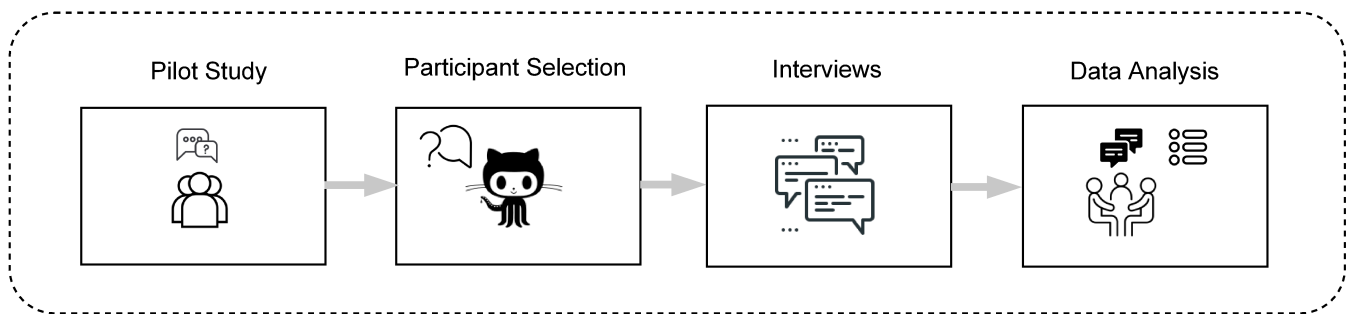 Pilot Study
Participant Selection
Interviews
Data Analysis